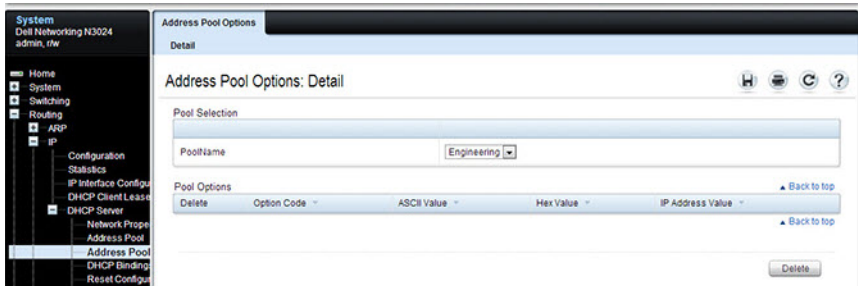 System
Dell Networking N3024
admin, r/w
Home
System
Switching
Routing
ARP
IP
Configuration
Statistics
IP Interface Configu
DHCP Client Lease
DHCP Server
Network Prope
Address Pool
Address Pool
DHCP Bindings
Reset Configur
Address Pool Options
Detail
Address Pool Options: Detail
Pool Selection
PoolName Engineering
Pool Options Back to top
Delete Option Code ASCII Value Hex Value IP Address Value
Back to top
Delete